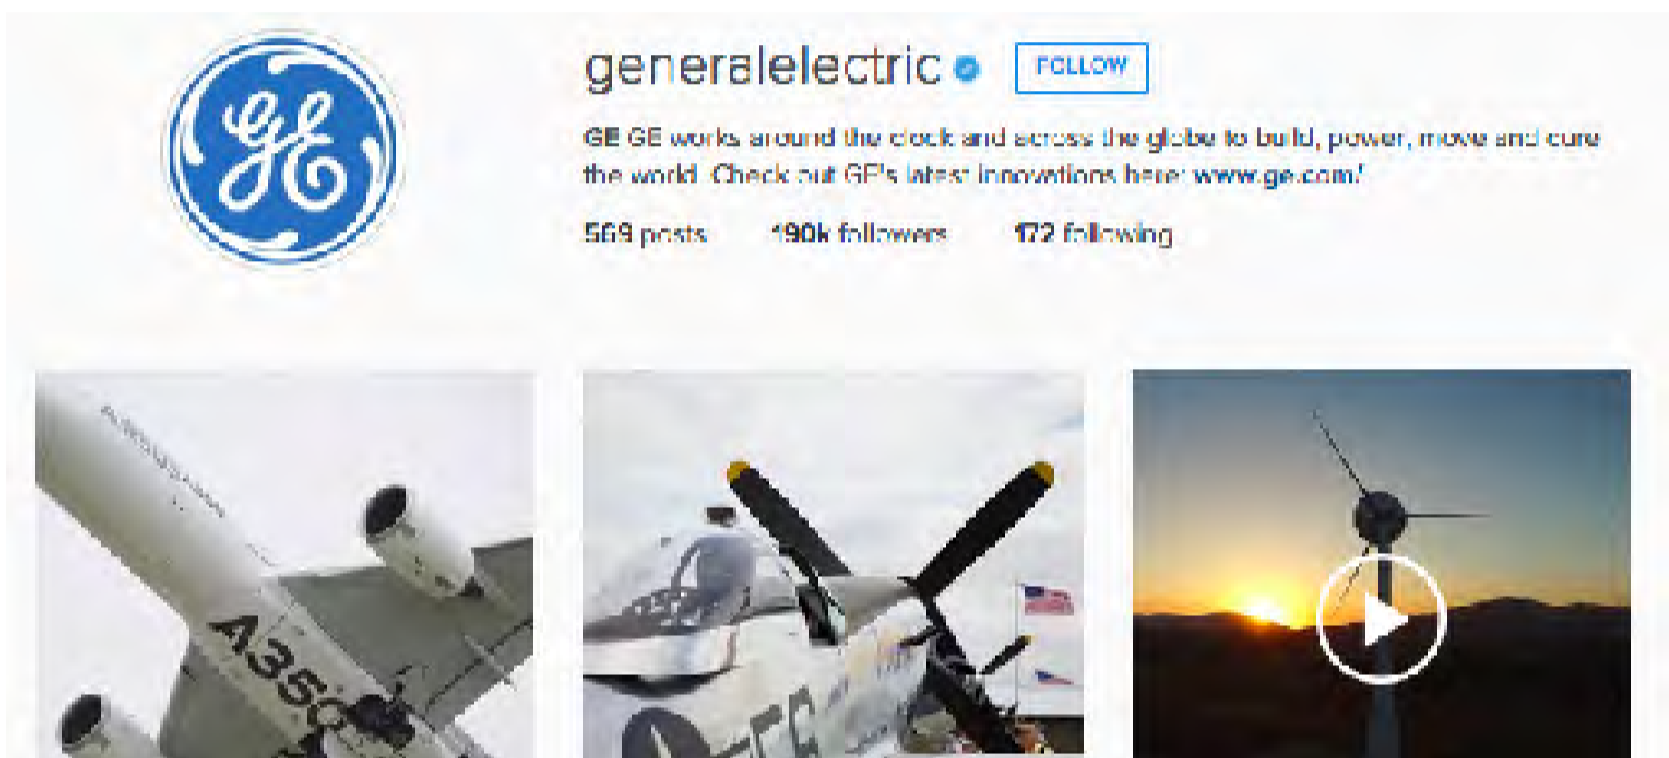 GE
generalelectric FOLLOW
GE GE works around the clock and across the globe to build, power, move and cure
the world. Check out GE's latest innovations here: www.ge.com/
569 posts 190k followers 172 following
A350